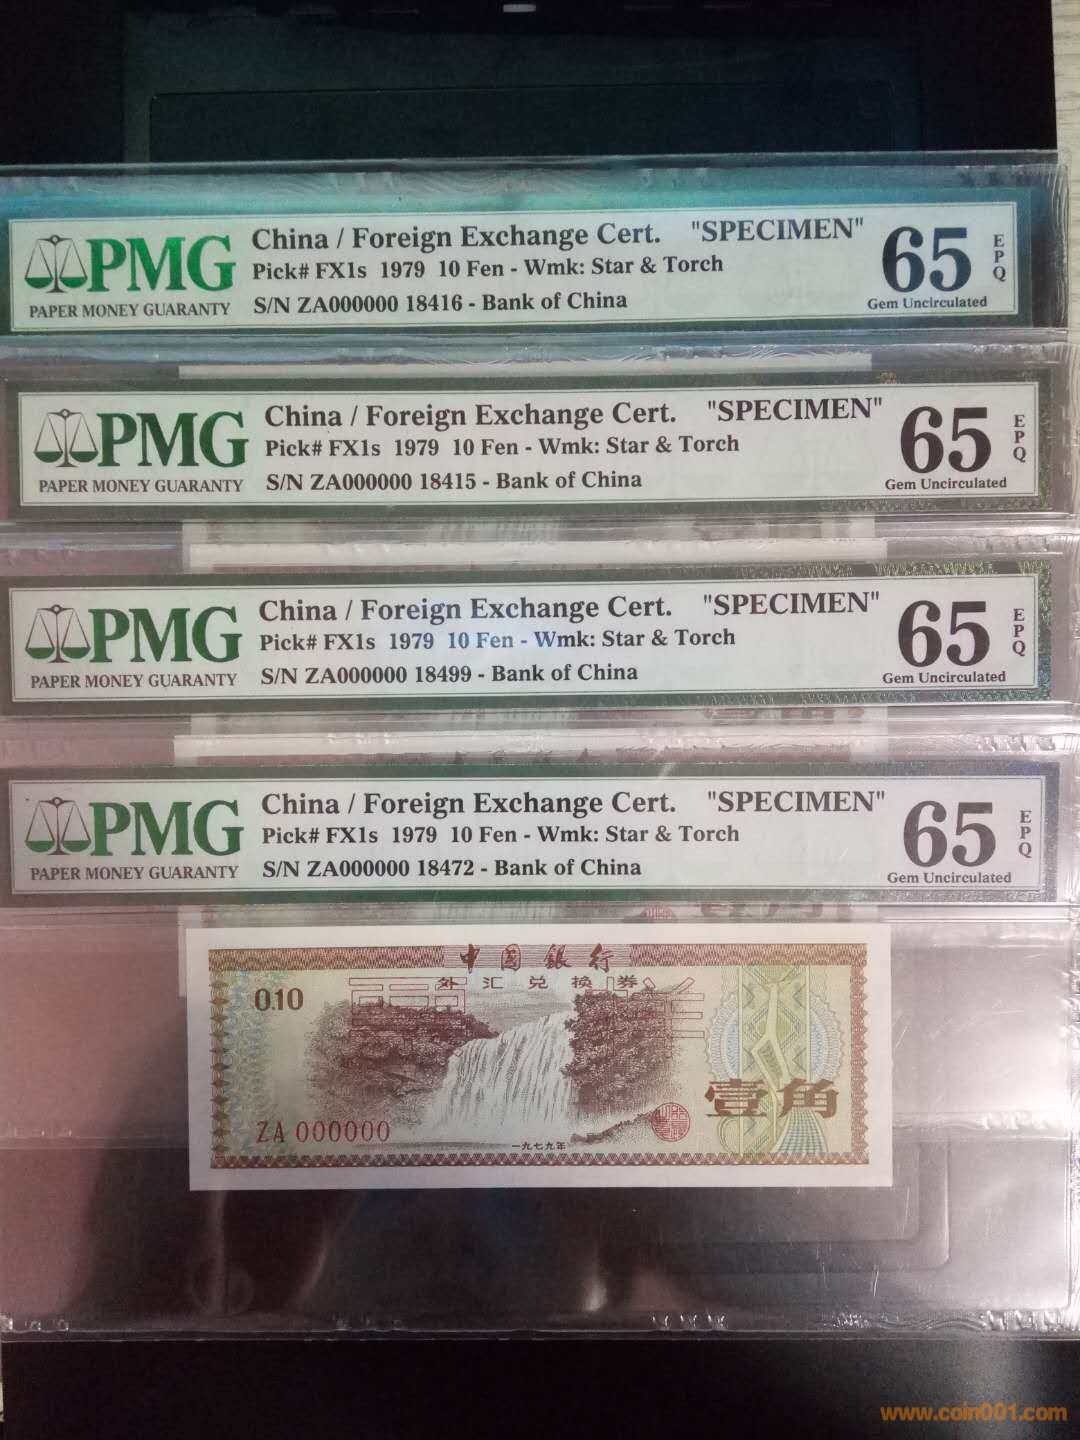 PMG
PAPER MONEY GUARANTY
China / Foreign Exchange Cert. "SPECIMEN"
Pick# FX1s 1979 10 Fen - Wmk: Star & Torch
S/N ZA000000 18416 - Bank of China
65
EPQ
Gem Uncirculated
PMG
PAPER MONEY GUARANTY
China / Foreign Exchange Cert. "SPECIMEN"
Pick# FX1s 1979 10 Fen - Wmk: Star & Torch
S/N ZA000000 18415 - Bank of China
65
EPQ
Gem Uncirculated
PMG
PAPER MONEY GUARANTY
China / Foreign Exchange Cert. "SPECIMEN"
Pick# FX1s 1979 10 Fen - Wmk: Star & Torch
S/N ZA000000 18499 - Bank of China
65
EPQ
Gem Uncirculated
壹角
PMG
PAPER MONEY GUARANTY
China / Foreign Exchange Cert. "SPECIMEN"
Pick# FX1s 1979 10 Fen - Wmk: Star & Torch
S/N ZA000000 18472 - Bank of China
65
EPQ
Gem Uncirculated
壹角
中國銀行
外汇兑换券
0.10
壹角
ZA 000000
一九七九年
www.coin001.com